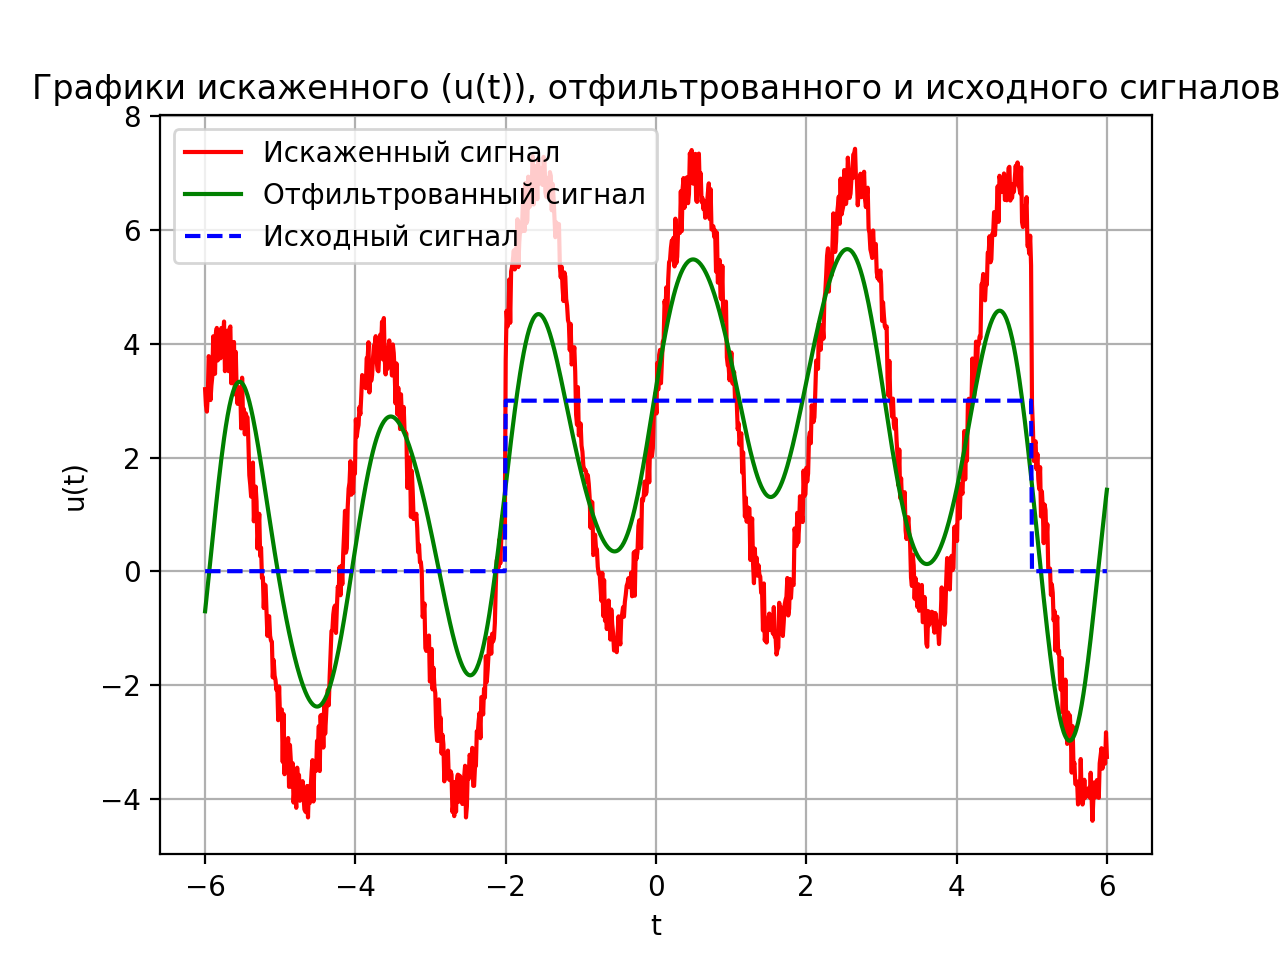 Графики искаженного (u(t)), отфильтрованного и исходного сигналов
Искаженный сигнал
Отфильтрованный сигнал
Исходный сигнал
8
6
4
2
0
−2
−4
u(t)
−6 −4 −2 0 2 4 6
t